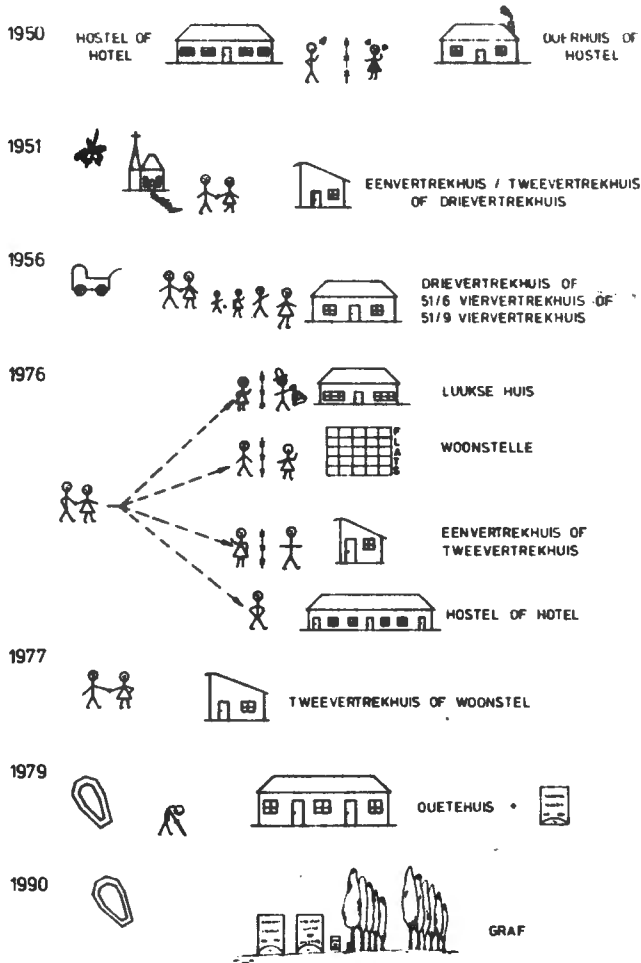 1950
HOSTEL OF
HOTEL
OUERHUIS OF
HOSTEL
1951
EENVERTREKHUIS / TWEEVERTREKHUIS
OF DRIEVERTREKHUIS
1956
DRIEVERTREKHUIS OF
51/6 VIERVERTREKHUIS OF
51/9 VIERVERTREKHUIS
1976
LUUKSE HUIS
FLATS
WOONSTELLE
EENVERTREKHUIS OF
TWEEVERTREKHUIS
HOSTEL OF HOTEL
1977
TWEEVERTREKHUIS OF WOONSTEL
1979
OUETEHUIS +
1990
GRAF